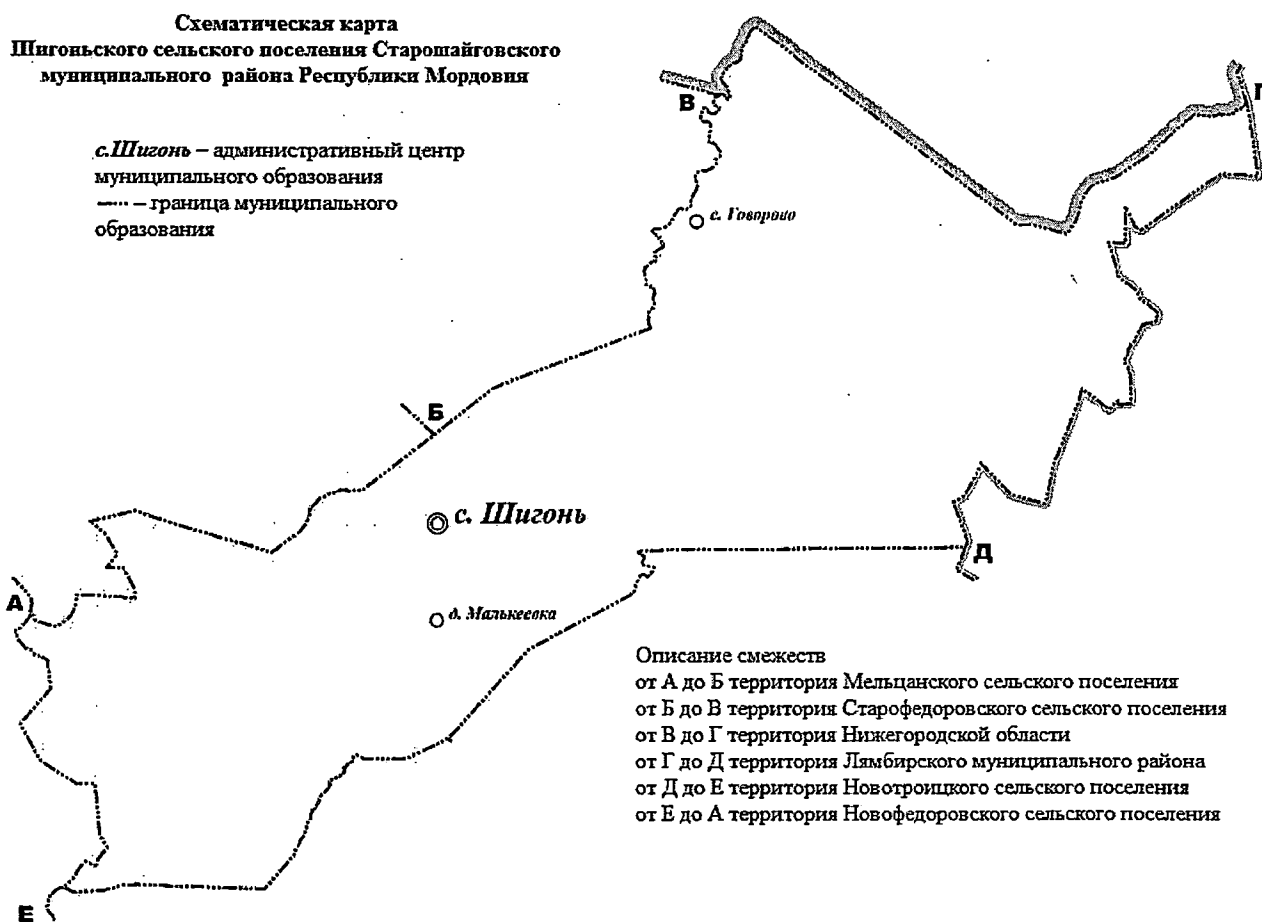 Схематическая карта
Шигоньского сельского поселения Старошайговского
муниципального района Республики Мордовия
с.Шигонь – административный центр
муниципального образования
– граница муниципального
образования
В
Г
с. Говорово
Б
с. Шигонь
Д
А
д. Малькеевка
Описание смежеств
от А до Б территория Мельцанского сельского поселения
от Б до В территория Старофедоровского сельского поселения
от В до Г территория Нижегородской области
от Г до Д территория Лямбирского муниципального района
от Д до Е территория Новотроицкого сельского поселения
от Е до А территория Новофедоровского сельского поселения
Е